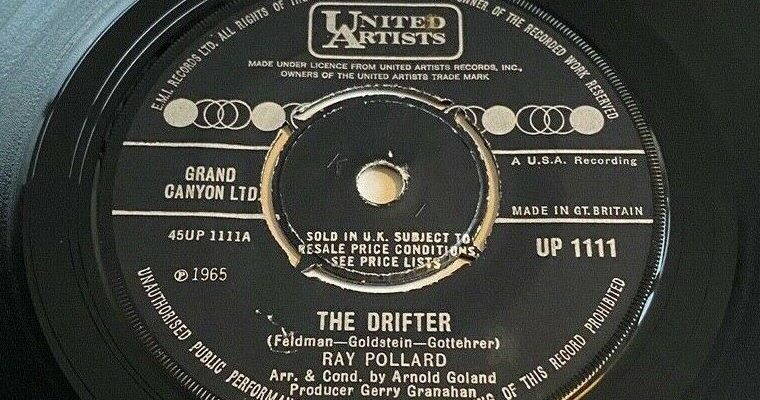 E.M.I. RECORDS LTD. ALL RIGHTS OF THE
OWNER OF THE RECORDED WORK RESERVED
UNITED
ARTISTS
MADE UNDER LICENCE FROM UNITED ARTISTS RECORDS, INC.,
OWNERS OF THE UNITED ARTISTS TRADE MARK
GRAND
CANYON LTD
A U.S.A. Recording
MADE IN GT. BRITAIN
45UP 1111A
UP 1111
℗ 1965
SOLD IN U.K. SUBJECT TO
RESALE PRICE CONDITIONS,
SEE PRICE LISTS
THE DRIFTER
(Feldman—Goldstein—Gottehrer)
RAY POLLARD
Arr. & Cond. by Arnold Goland
Producer Gerry Granahan
UNAUTHORISED PUBLIC
OF THIS RECORD PROHIBITED